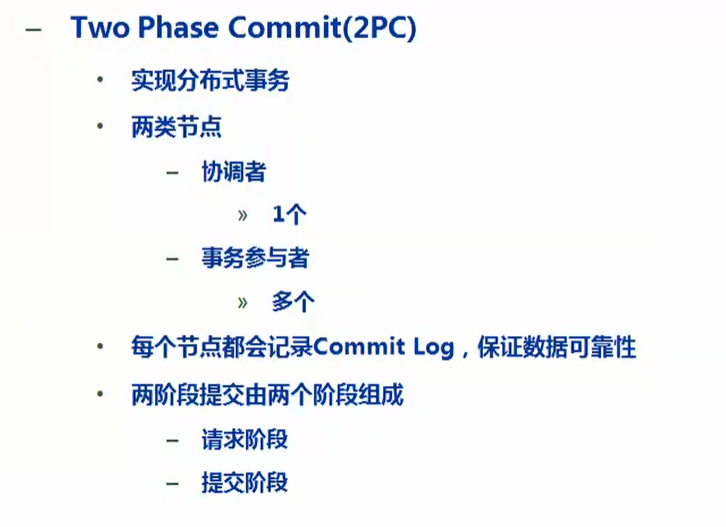 – Two Phase Commit(2PC)
• 实现分布式事务
• 两类节点
– 协调者
» 1个
– 事务参与者
» 多个
• 每个节点都会记录Commit Log，保证数据可靠性
• 两阶段提交由两个阶段组成
– 请求阶段
– 提交阶段